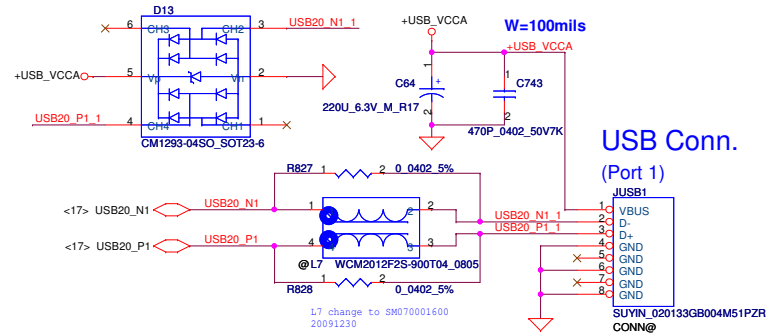 D13
6 CH3 CH2 3 USB20_N1_1
+USB_VCCA 5 Vp Vn 2
USB20_P1_1 4 CH4 CH1 1
CM1293-04SO_SOT23-6
+USB_VCCA
W=100mils
+USB_VCCA
1
C64
+
220U_6.3V_M_R17
2
1
C743
2
470P_0402_50V7K
USB Conn.
(Port 1)
R827 1 2 0_0402_5%
<17> USB20_N1 USB20_N1 1 2
<17> USB20_P1 USB20_P1 4 3
2
3
@ L7 WCM2012F2S-900T04_0805
R828 1 2 0_0402_5%
L7 change to SM070001600
20091230
USB20_N1_1
USB20_P1_1
JUSB1
1 VBUS
2 D-
3 D+
4 GND
5 GND
6 GND
7 GND
8 GND
SUYIN_020133GB004M51PZR
CONN@